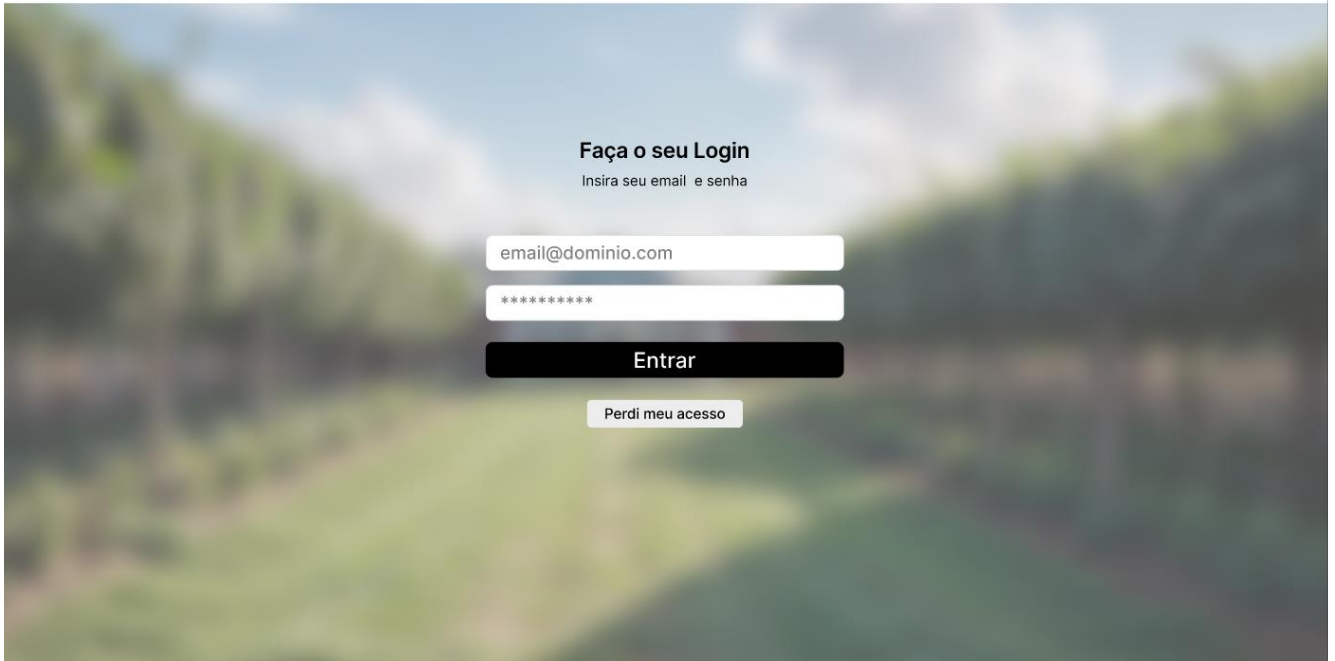 Faça o seu Login
Insira seu email  e senha
email@dominio.com
**********
Entrar
Perdi meu acesso